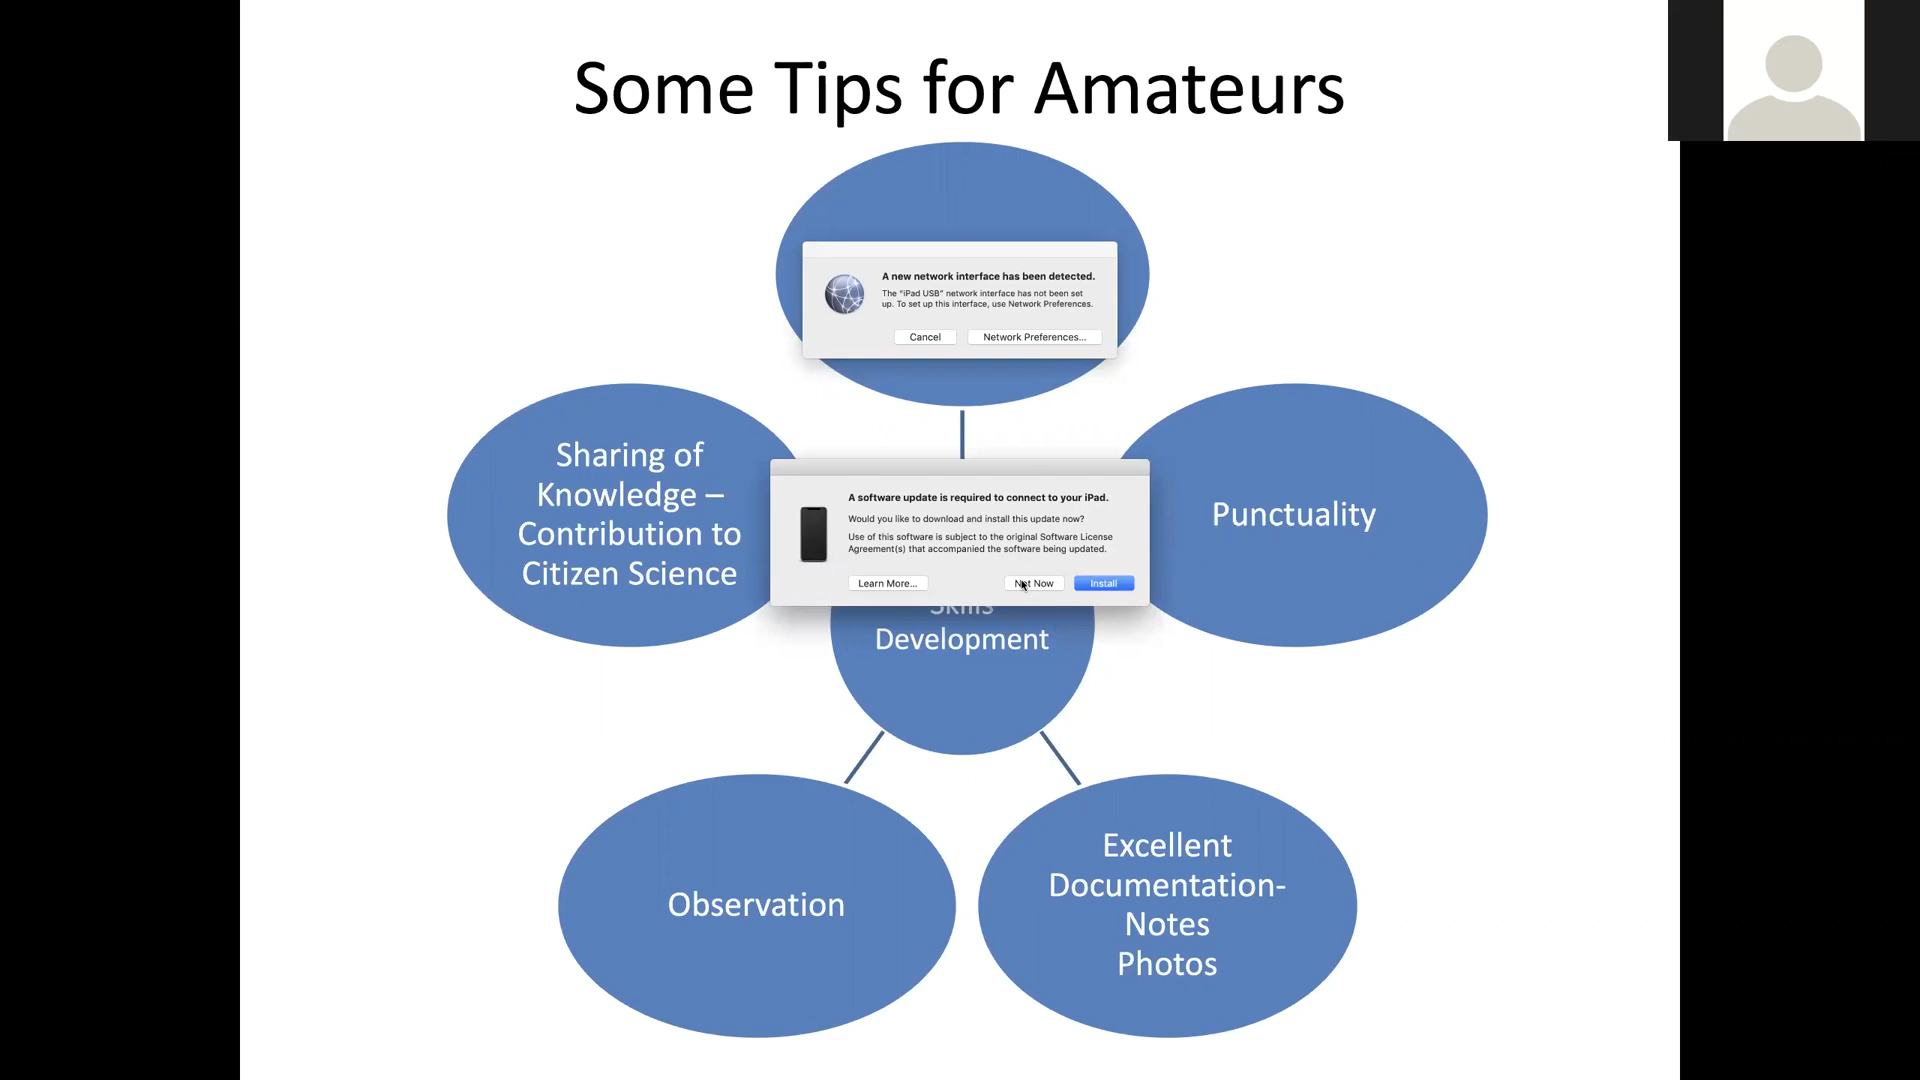 Some Tips for Amateurs
A new network interface has been detected.
The "iPad USB" network interface has not been set
up. To set up this interface, use Network Preferences.
Cancel
Network Preferences...
Sharing of
Knowledge –
Contribution to
Citizen Science
A software update is required to connect to your iPad.
Would you like to download and install this update now?
Use of this software is subject to the original Software License
Agreement(s) that accompanied the software being updated.
Learn More...
Not Now
Install
Punctuality
Skills
Development
Observation
Excellent
Documentation-
Notes
Photos